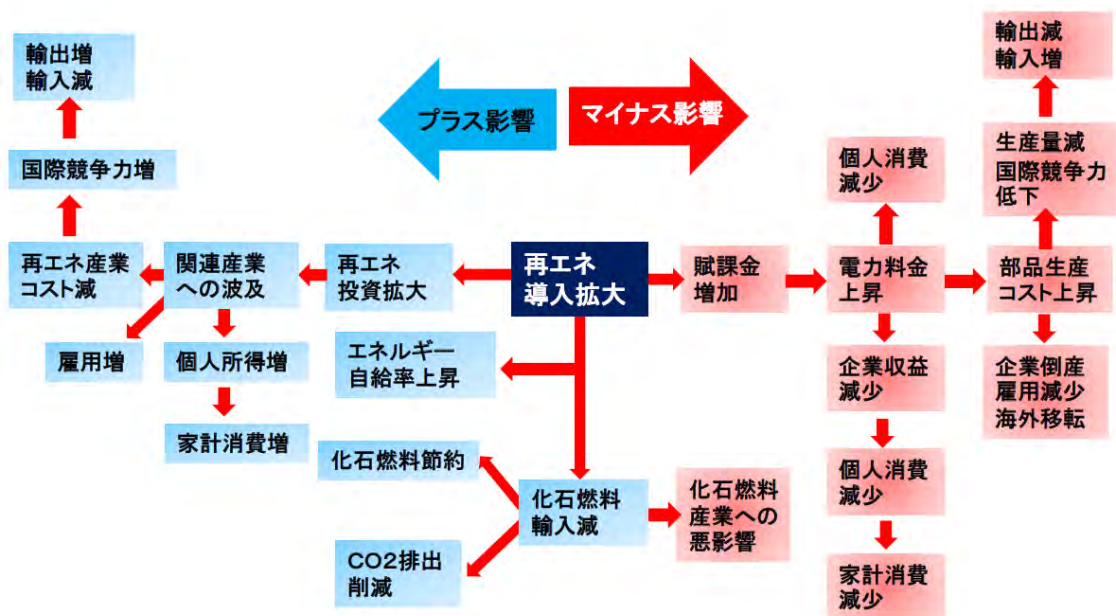 輸出増
輸入減
国際競争力増
再エネ産業
コスト減
関連産業
への波及
雇用増
個人所得増
家計消費増
プラス影響
マイナス影響
再エネ
投資拡大
再エネ
導入拡大
エネルギー
自給率上昇
化石燃料節約
化石燃料
輸入減
CO2排出
削減
化石燃料
産業への
悪影響
賦課金
増加
個人消費
減少
電力料金
上昇
企業収益
減少
個人消費
減少
家計消費
減少
輸出減
輸入増
生産量減
国際競争力
低下
部品生産
コスト上昇
企業倒産
雇用減少
海外移転